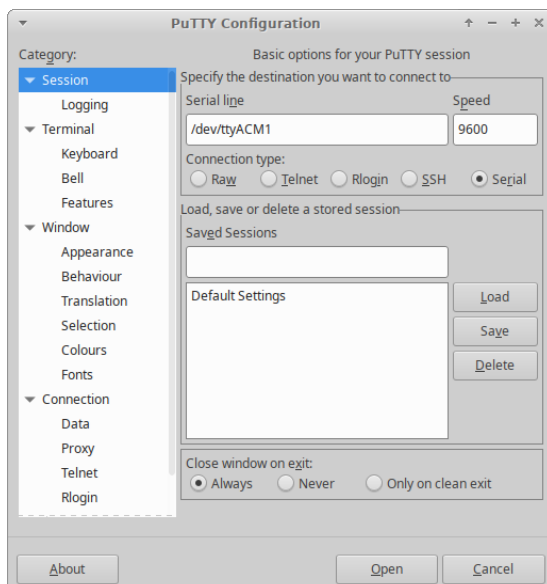 PuTTY Configuration
Category:
Session
Logging
Terminal
Keyboard
Bell
Features
Window
Appearance
Behaviour
Translation
Selection
Colours
Fonts
Connection
Data
Proxy
Telnet
Rlogin
Basic options for your PuTTY session
Specify the destination you want to connect to
Serial line Speed
/dev/ttyACM1 9600
Connection type:
Raw Telnet Rlogin SSH Serial
Load, save or delete a stored session
Saved Sessions
Default Settings
Load
Save
Delete
Close window on exit:
Always Never Only on clean exit
About Open Cancel